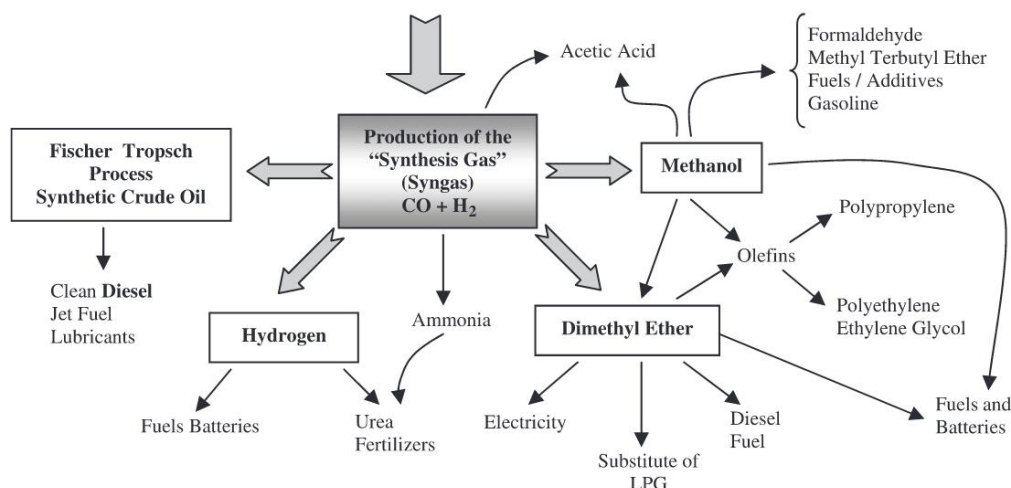 Acetic Acid
Formaldehyde
Methyl Terbutyl Ether
Fuels / Additives
Gasoline
Fischer Tropsch
Process
Synthetic Crude Oil
Production of the
“Synthesis Gas”
(Syngas)
CO + H₂
Methanol
Polypropylene
Olefins
Clean Diesel
Jet Fuel
Lubricants
Hydrogen
Ammonia
Dimethyl Ether
Polyethylene
Ethylene Glycol
Fuels Batteries
Urea
Fertilizers
Electricity
Substitute of
LPG
Diesel
Fuel
Fuels and
Batteries